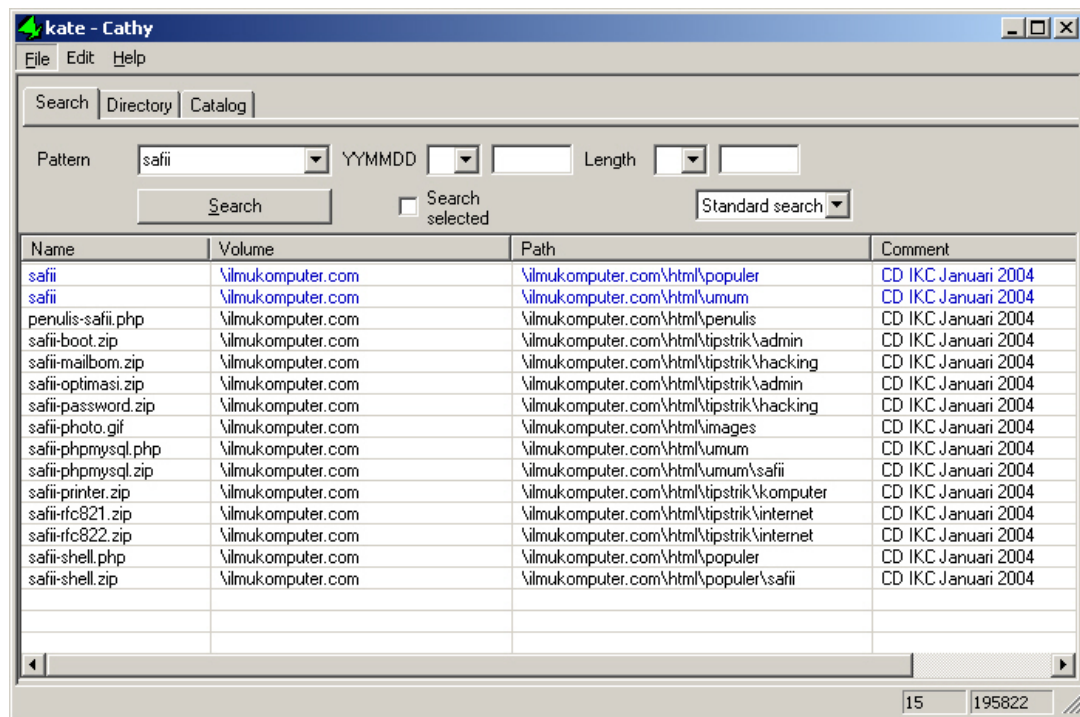 kate - Cathy
File Edit Help
Search Directory Catalog
Pattern safii YYMMDD Length
Search Search selected Standard search
Name Volume Path Comment
safii \ilmukomputer.com \ilmukomputer.com\html\populer CD IKC Januari 2004
safii \ilmukomputer.com \ilmukomputer.com\html\umum CD IKC Januari 2004
penulis-safii.php \ilmukomputer.com \ilmukomputer.com\html\penulis CD IKC Januari 2004
safii-boot.zip \ilmukomputer.com \ilmukomputer.com\html\tipstrik\admin CD IKC Januari 2004
safii-mailbom.zip \ilmukomputer.com \ilmukomputer.com\html\tipstrik\hacking CD IKC Januari 2004
safii-optimasi.zip \ilmukomputer.com \ilmukomputer.com\html\tipstrik\admin CD IKC Januari 2004
safii-password.zip \ilmukomputer.com \ilmukomputer.com\html\tipstrik\hacking CD IKC Januari 2004
safii-photo.gif \ilmukomputer.com \ilmukomputer.com\html\images CD IKC Januari 2004
safii-phpmysql.php \ilmukomputer.com \ilmukomputer.com\html\umum CD IKC Januari 2004
safii-phpmysql.zip \ilmukomputer.com \ilmukomputer.com\html\umum\safii CD IKC Januari 2004
safii-printer.zip \ilmukomputer.com \ilmukomputer.com\html\tipstrik\komputer CD IKC Januari 2004
safii-rfc821.zip \ilmukomputer.com \ilmukomputer.com\html\tipstrik\internet CD IKC Januari 2004
safii-rfc822.zip \ilmukomputer.com \ilmukomputer.com\html\tipstrik\internet CD IKC Januari 2004
safii-shell.php \ilmukomputer.com \ilmukomputer.com\html\populer CD IKC Januari 2004
safii-shell.zip \ilmukomputer.com \ilmukomputer.com\html\populer\safii CD IKC Januari 2004
15 195822